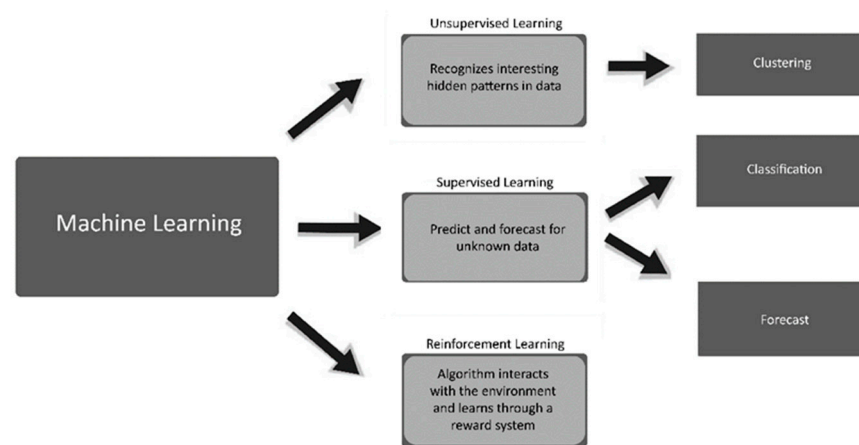 Machine Learning
Unsupervised Learning
Recognizes interesting
hidden patterns in data
Clustering
Supervised Learning
Predict and forecast for
unknown data
Classification
Forecast
Reinforcement Learning
Algorithm interacts
with the environment
and learns through a
reward system